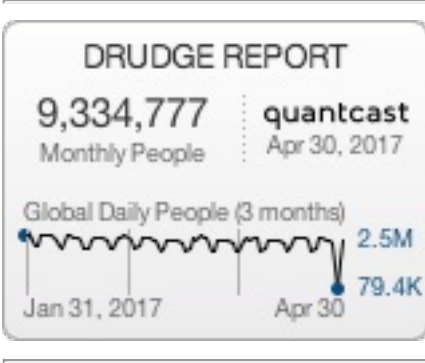 DRUDGE REPORT
9,334,777
Monthly People
quantcast
Apr 30, 2017
Global Daily People (3 months)
2.5M
79.4K
Jan 31, 2017
Apr 30